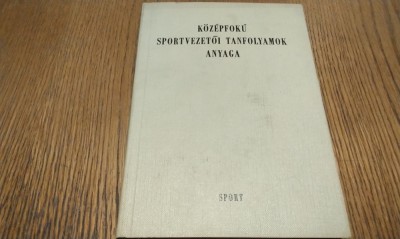 KÖZÉPFOKÚ
SPORTVEZETŐI TANFOLYAMOK
ANYAGA
SPORT